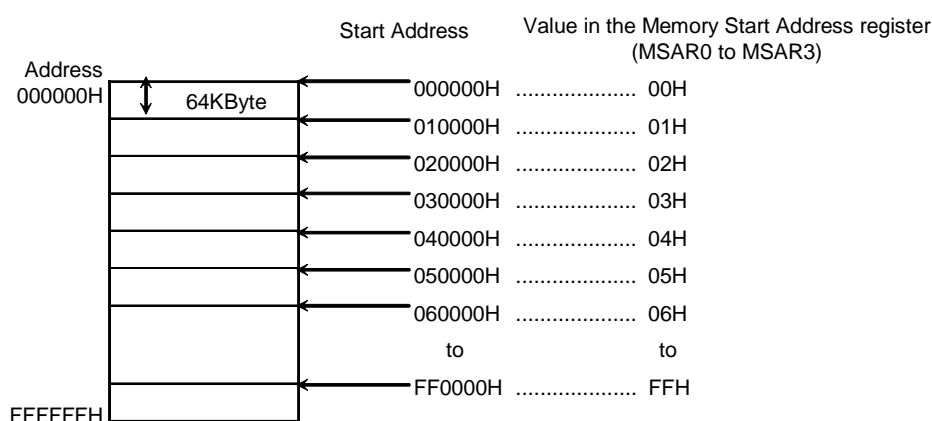 Start Address Value in the Memory Start Address register
(MSAR0 to MSAR3)
Address
000000H
64KByte
000000H ..................... 00H
010000H ..................... 01H
020000H ..................... 02H
030000H ..................... 03H
040000H ..................... 04H
050000H ..................... 05H
060000H ..................... 06H
to to
FF0000H ..................... FFH
FFFFFFH